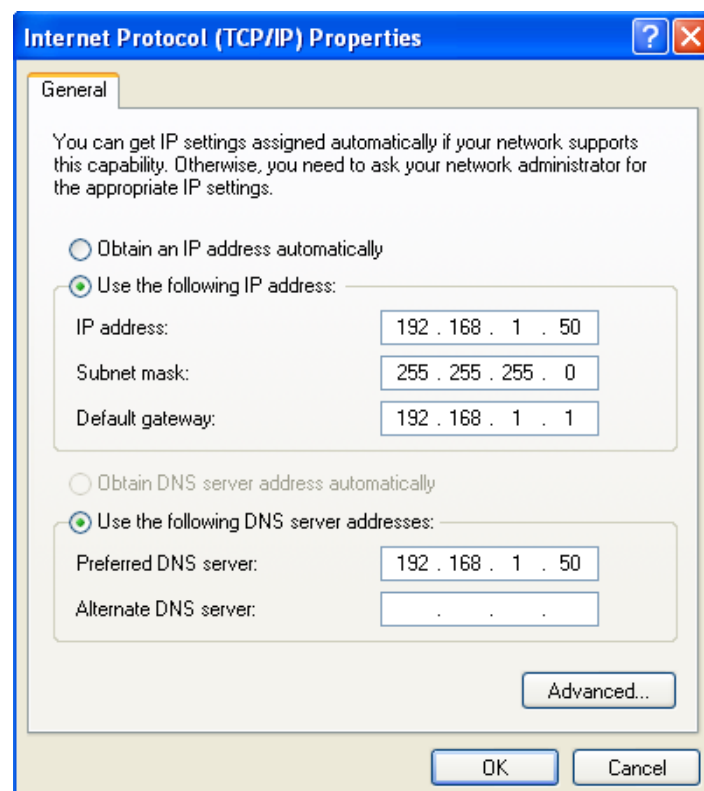 Internet Protocol (TCP/IP) Properties
General
You can get IP settings assigned automatically if your network supports
this capability. Otherwise, you need to ask your network administrator for
the appropriate IP settings.
Obtain an IP address automatically
Use the following IP address:
IP address: 192 . 168 . 1 . 50
Subnet mask: 255 . 255 . 255 . 0
Default gateway: 192 . 168 . 1 . 1
Obtain DNS server address automatically
Use the following DNS server addresses:
Preferred DNS server: 192 . 168 . 1 . 50
Alternate DNS server: . . .
Advanced...
OK Cancel